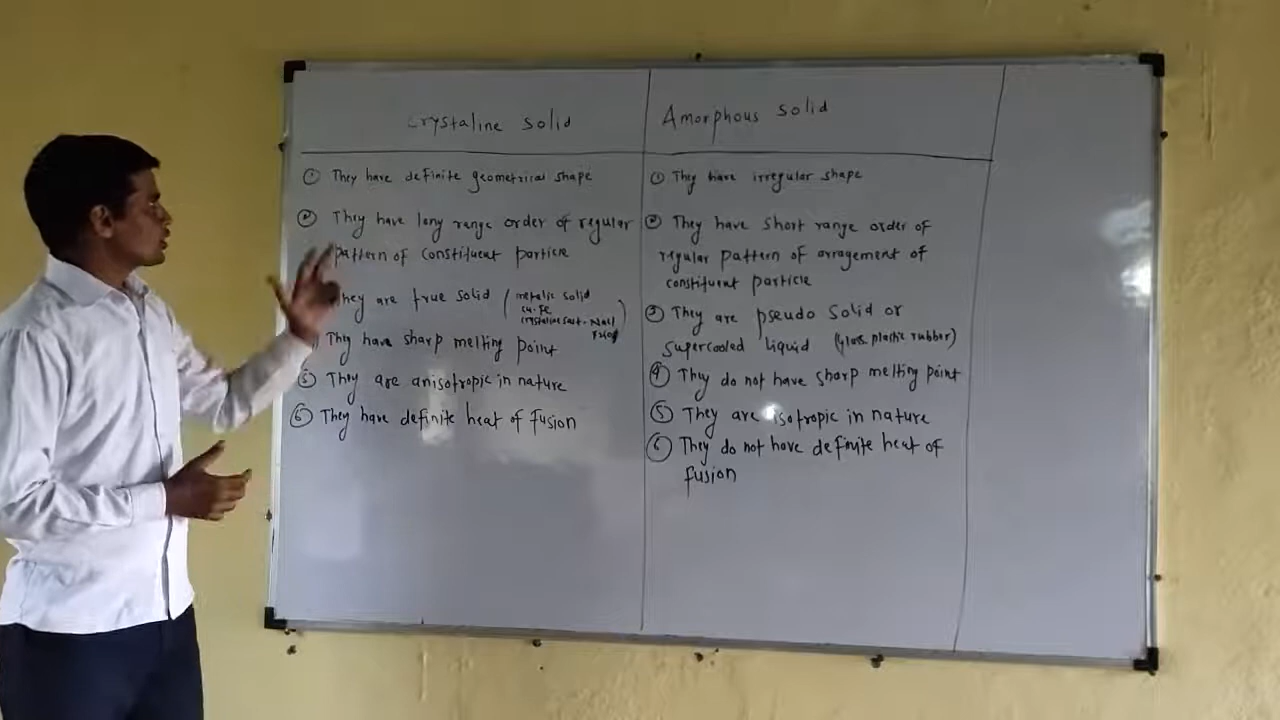 Crystaline solid
① They have definite geometrical shape
② They have long range order of regular
pattern of constituent particle
They are true solid (metalic solid
cu. Fe
crystaline salt - NaCl
Thy have sharp melting point
⑤ They are anisotropic in nature
⑥ They have definite heat of fusion
Amorphous solid
① They have irregular shape
② They have short range order of
regular pattern of arragement of
constituent particle
③ They are pseudo solid or
supercooled liquid (Glass plastic rubber)
④ They do not have sharp melting point
⑤ They are isotropic in nature
⑥ They do not have definite heat of
fusion